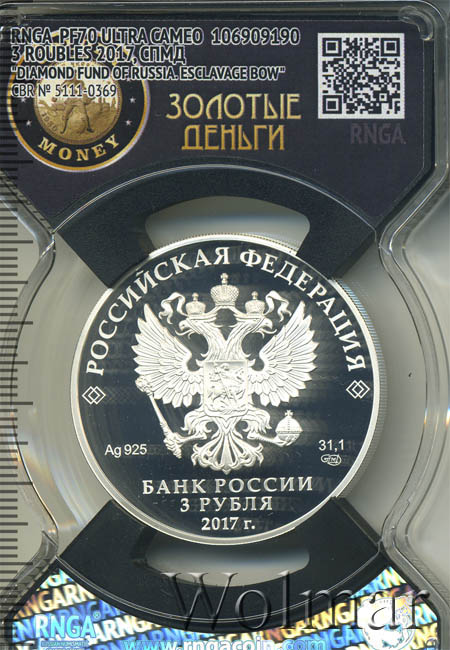 RNGA PF70 ULTRA CAMEO 106909190
3 ROUBLES 2017, СПМД
"DIAMOND FUND OF RUSSIA. ESCLAVAGE BOW"
CBR № 5111-0369
MONEY
ЗОЛОТЫЕ
ДЕНЬГИ
RNGA
РОССИЙСКАЯ ФЕДЕРАЦИЯ
Ag 925
31,1
БАНК РОССИИ
3 РУБЛЯ
2017 г.
Wolmar
RNGA
www.rngacoin.com